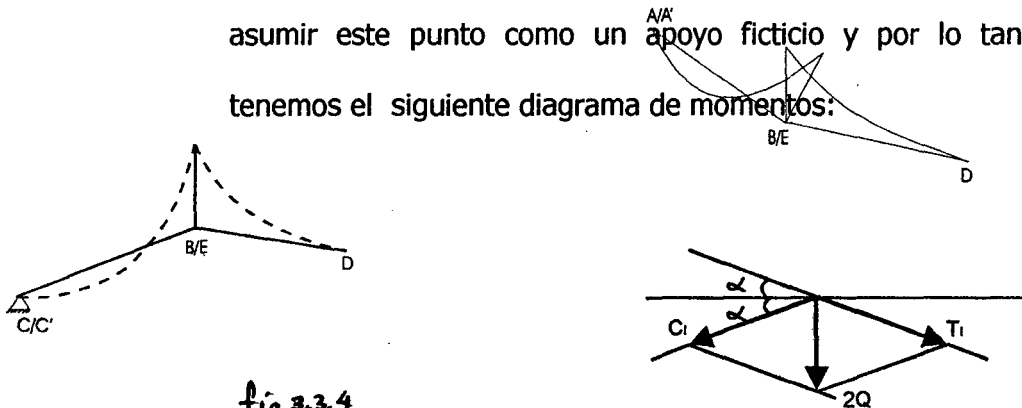 asumir este punto como un apoyo ficticio y por lo tan
tenemos el siguiente diagrama de momentos:
A/A'
B/E
D
B/E
D
C/C'
α
α
C₁
T₁
2Q
fig 3.3.4